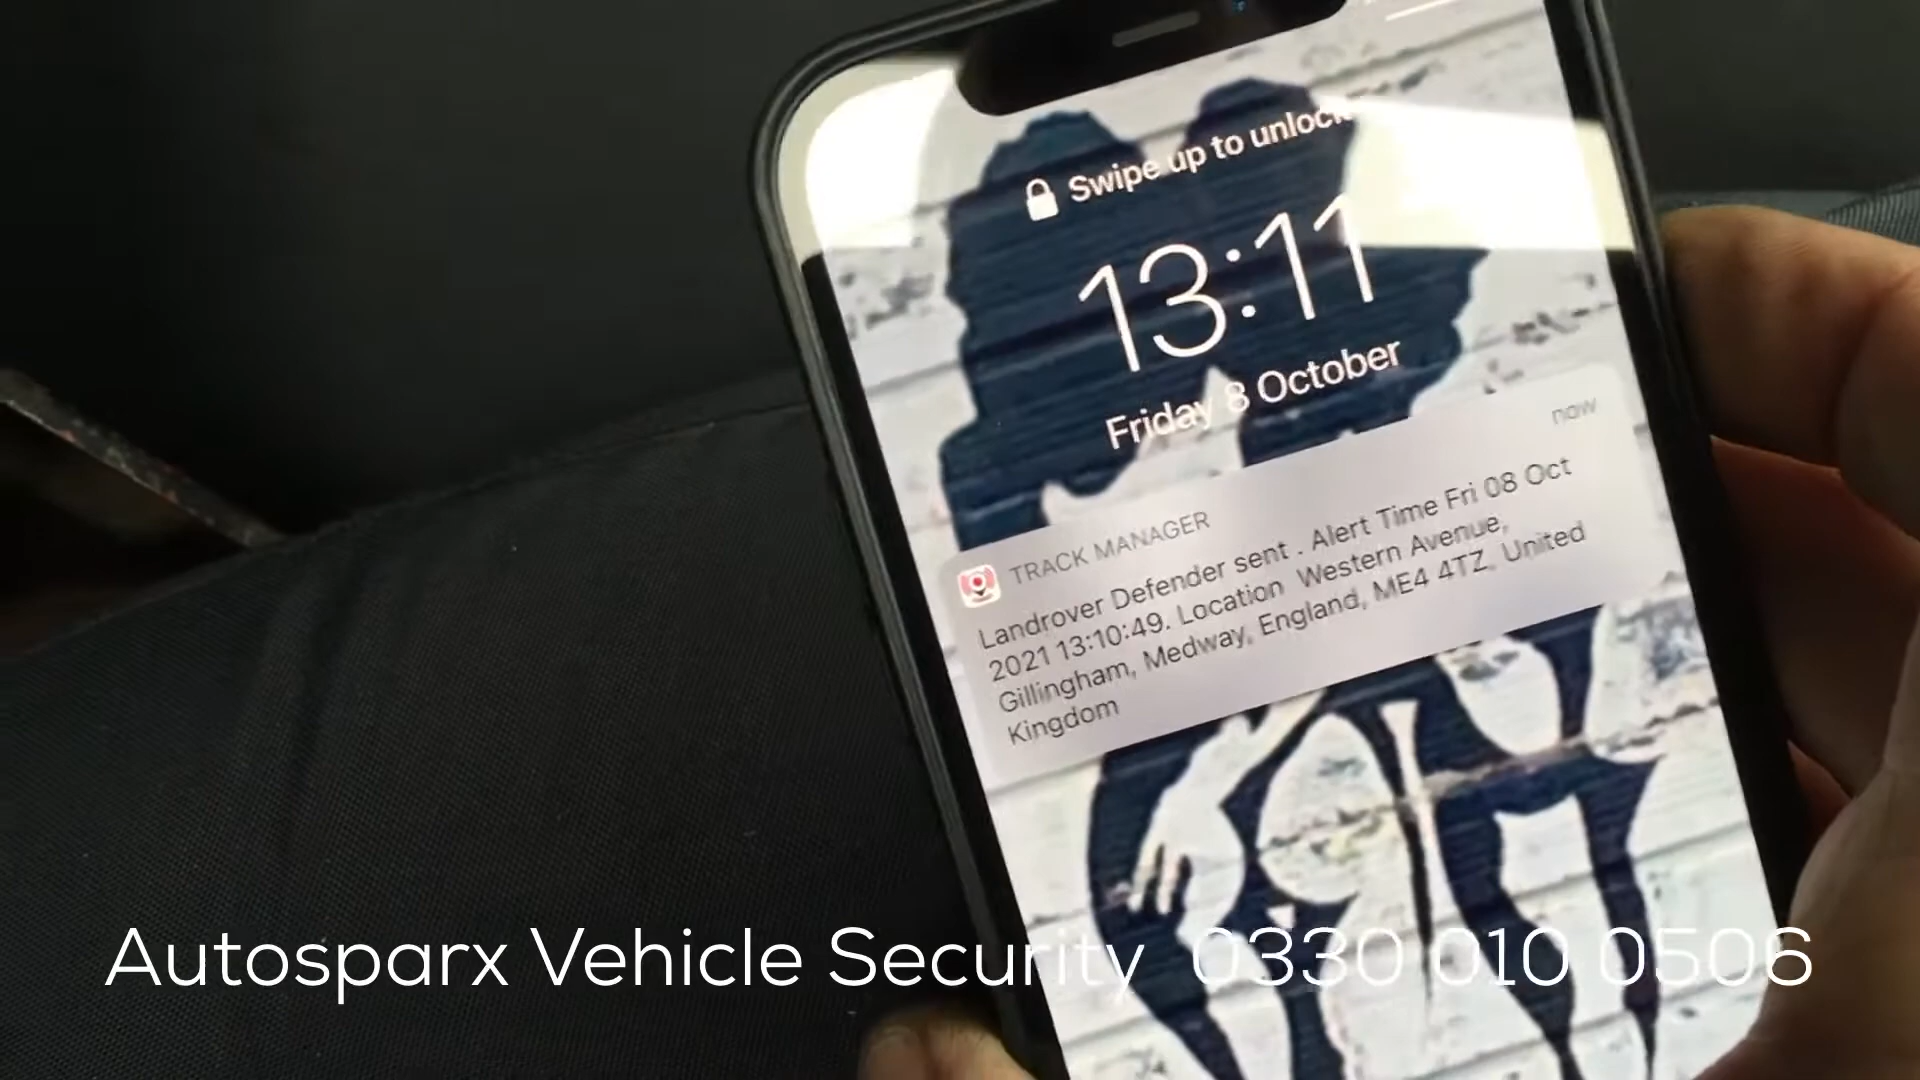 Swipe up to unlock
13:11
Friday 8 October
TRACK MANAGER
now
Landrover Defender sent . Alert Time Fri 08 Oct
2021 13:10:49. Location Western Avenue,
Gillingham, Medway, England, ME4 4TZ, United
Kingdom
Autosparx Vehicle Security 0330 010 0506